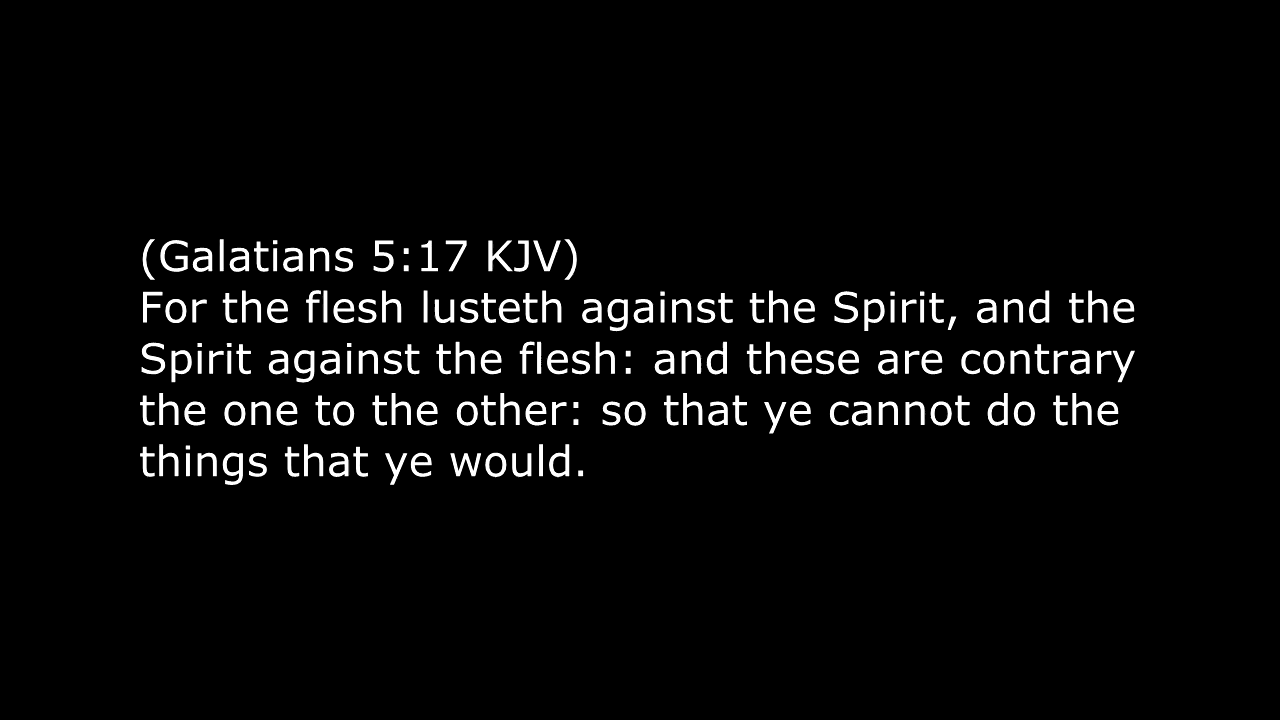 (Galatians 5:17 KJV)
For the flesh lusteth against the Spirit, and the
Spirit against the flesh: and these are contrary
the one to the other: so that ye cannot do the
things that ye would.